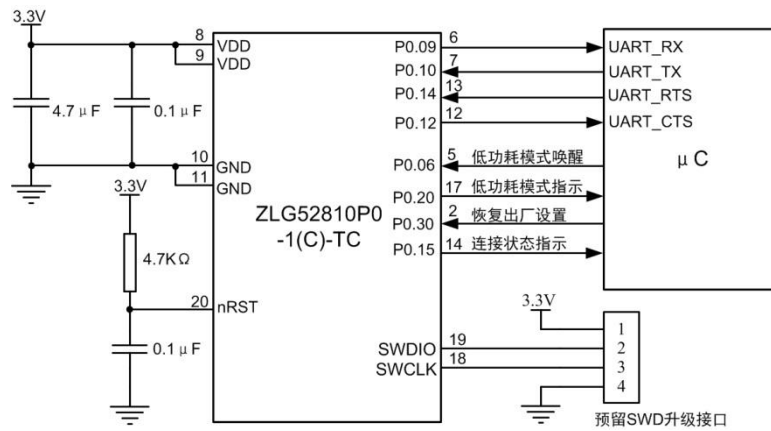 3.3V
4.7μF
0.1μF
3.3V
4.7KΩ
0.1μF
8
VDD
9
VDD
10
GND
11
GND
20
nRST
ZLG52810P0
-1(C)-TC
P0.09
6
UART_RX
P0.10
7
UART_TX
P0.14
13
UART_RTS
P0.12
12
UART_CTS
P0.06
5
低功耗模式唤醒
P0.20
17
低功耗模式指示
P0.30
2
恢复出厂设置
P0.15
14
连接状态指示
μC
3.3V
SWDIO
19
SWCLK
18
1
2
3
4
预留SWD升级接口